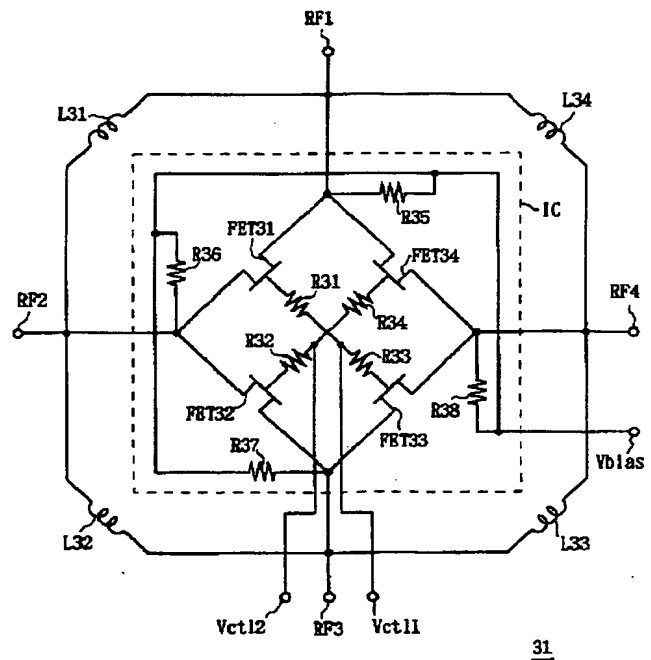 RF1
L31
L34
R35
IC
FET31
FET34
R36
R31
R34
RF2
RF4
R32
R33
FET32
FET33
R38
R37
Vbias
L32
L33
Vctl2
RF3
Vctl1
31